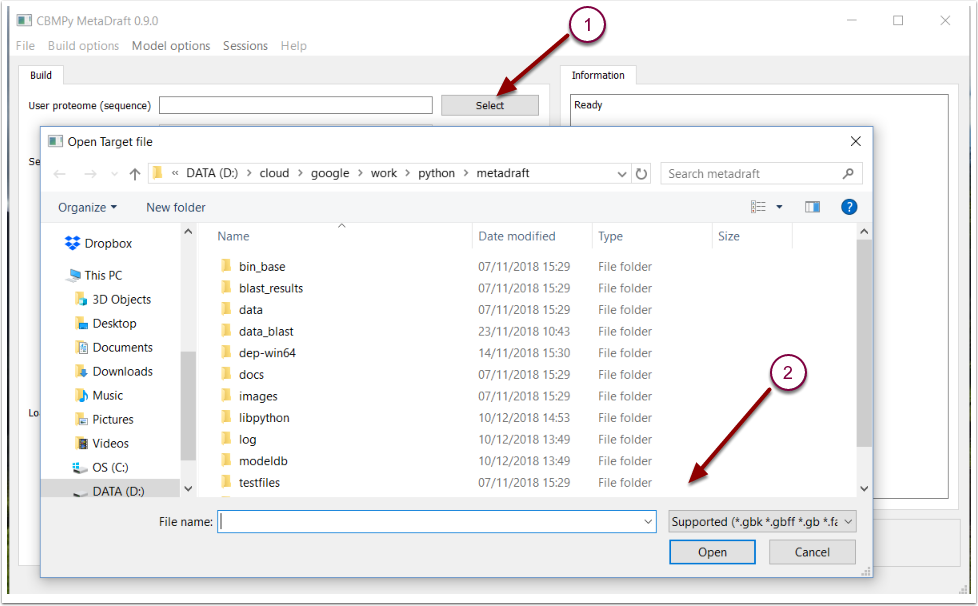 1
CBMPy MetaDraft 0.9.0
File Build options Model options Sessions Help
Build
Information
User proteome (sequence) Select
Ready
Open Target file
« DATA (D:) > cloud > google > work > python > metadraft
Search metadraft
Organize New folder
?
Name Date modified Type Size
Dropbox
This PC
3D Objects
Desktop
Documents
Downloads
Music
Pictures
Videos
OS (C:)
DATA (D:)
bin_base 07/11/2018 15:29 File folder
blast_results 07/11/2018 15:29 File folder
data 07/11/2018 15:29 File folder
data_blast 23/11/2018 10:43 File folder
dep-win64 14/11/2018 15:30 File folder
docs 07/11/2018 15:29 File folder
images 07/11/2018 15:29 File folder
libpython 10/12/2018 14:53 File folder
log 10/12/2018 13:49 File folder
modeldb 10/12/2018 13:49 File folder
testfiles 07/11/2018 15:29 File folder
2
Se
Lo
File name: Supported (*.gbk *.gbff *.gb *.fa
Open Cancel